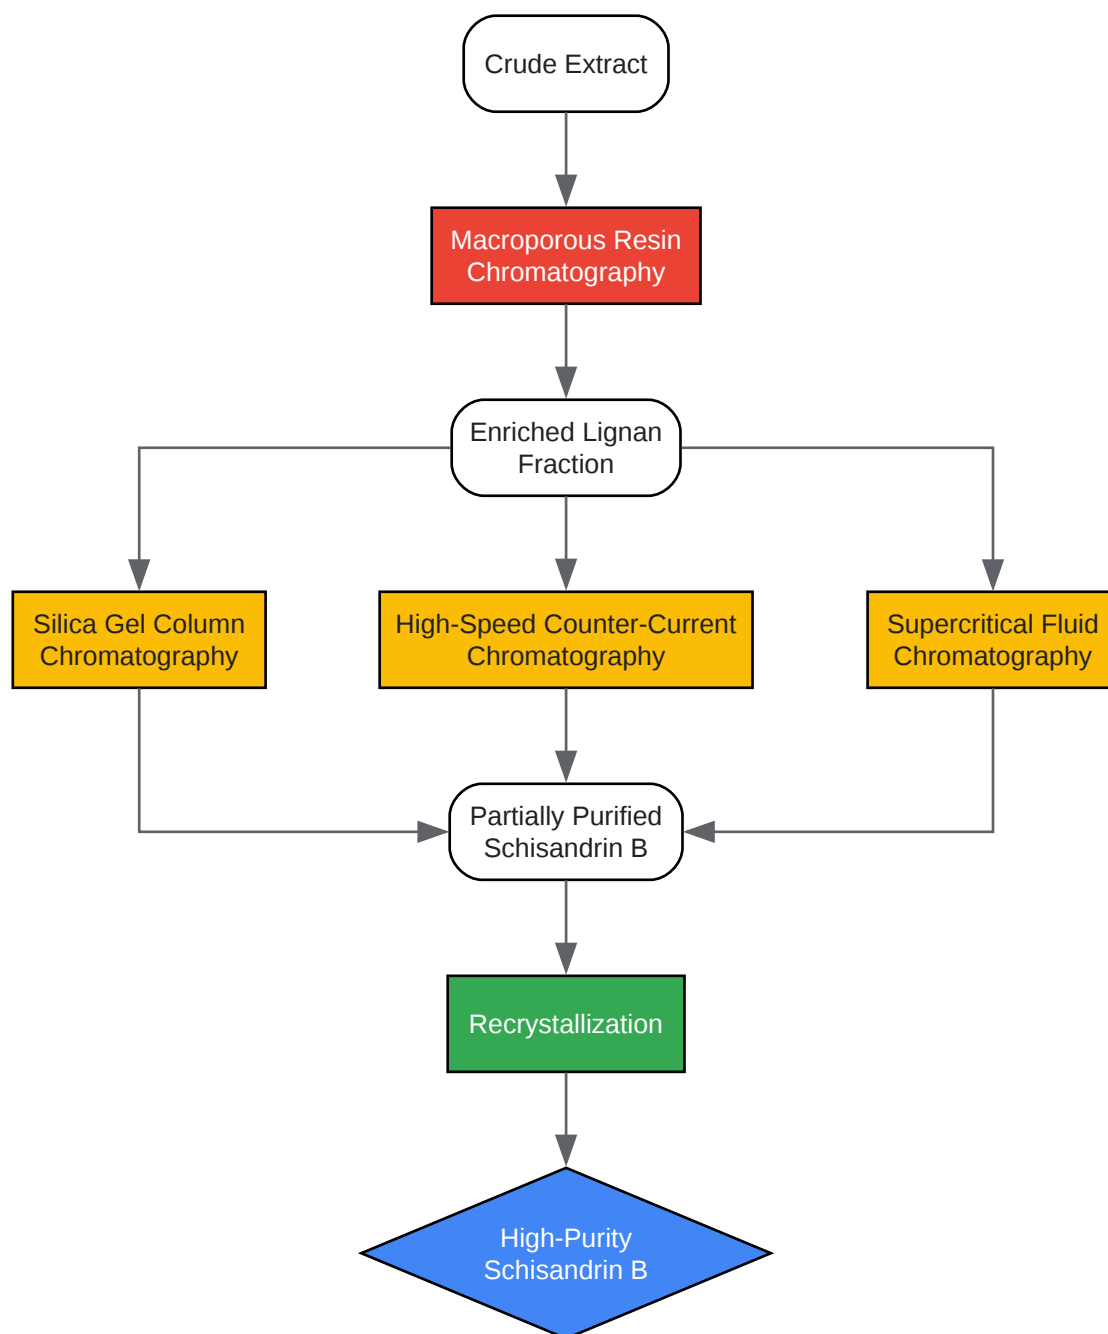 Crude Extract
Macroporous Resin
Chromatography
Enriched Lignan
Fraction
Silica Gel Column
Chromatography
High-Speed Counter-Current
Chromatography
Supercritical Fluid
Chromatography
Partially Purified
Schisandrin B
Recrystallization
High-Purity
Schisandrin B